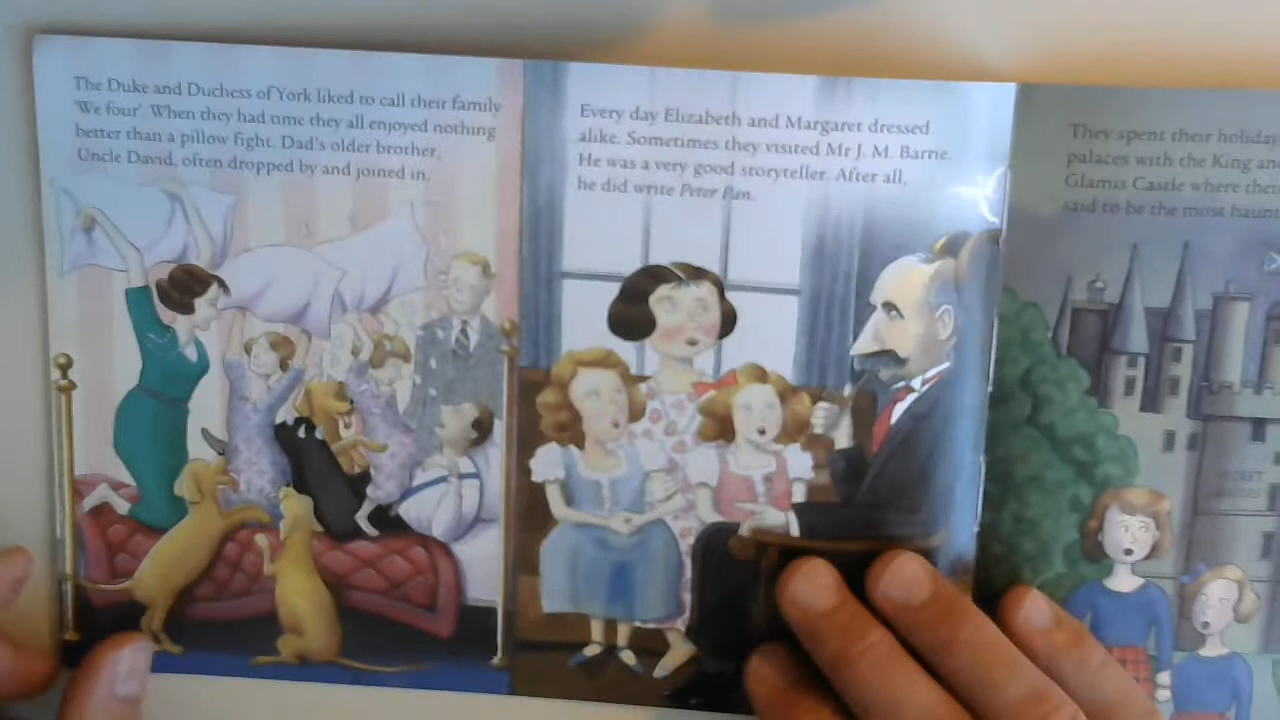 The Duke and Duchess of York liked to call their family
'We four'. When they had time they all enjoyed nothing
better than a pillow fight. Dad's older brother,
Uncle David, often dropped by and joined in.
Every day Elizabeth and Margaret dressed
alike. Sometimes they visited Mr J. M. Barrie.
He was a very good storyteller. After all,
he did write Peter Pan.
They spent their holiday
palaces with the King an
Glamis Castle where thei
said to be the most haunt